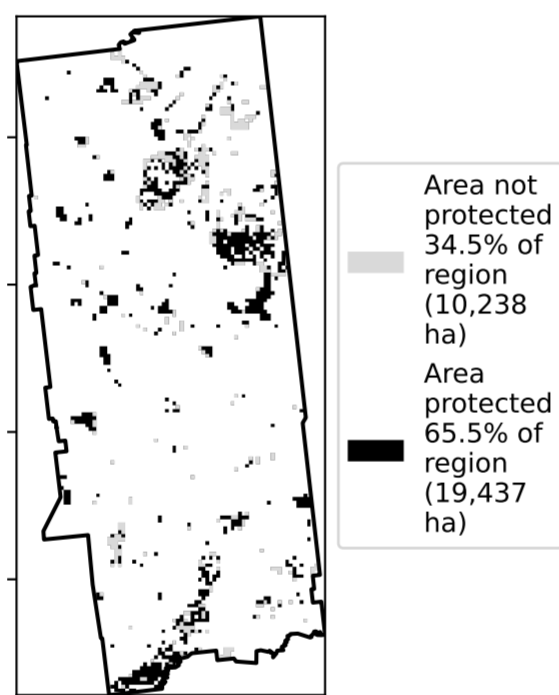 Area not
protected
34.5% of
region
(10,238
ha)
Area
protected
65.5% of
region
(19,437
ha)